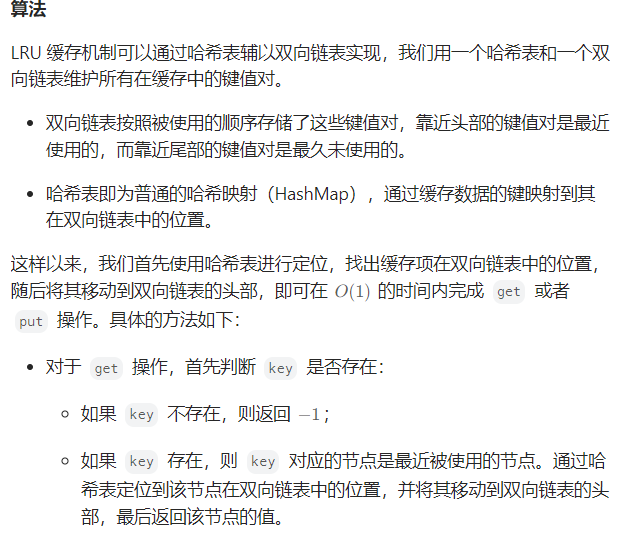 算法
LRU 缓存机制可以通过哈希表辅以双向链表实现，我们用一个哈希表和一个双
向链表维护所有在缓存中的键值对。
• 双向链表按照被使用的顺序存储了这些键值对，靠近头部的键值对是最近
使用的，而靠近尾部的键值对是最久未使用的。
• 哈希表即为普通的哈希映射（HashMap），通过缓存数据的键映射到其
在双向链表中的位置。
这样以来，我们首先使用哈希表进行定位，找出缓存项在双向链表中的位置，
随后将其移动到双向链表的头部，即可在 O(1) 的时间内完成 get 或者
put 操作。具体的方法如下：
• 对于 get 操作，首先判断 key 是否存在：
◦ 如果 key 不存在，则返回 −1；
◦ 如果 key 存在，则 key 对应的节点是最近被使用的节点。通过哈
希表定位到该节点在双向链表中的位置，并将其移动到双向链表的头
部，最后返回该节点的值。